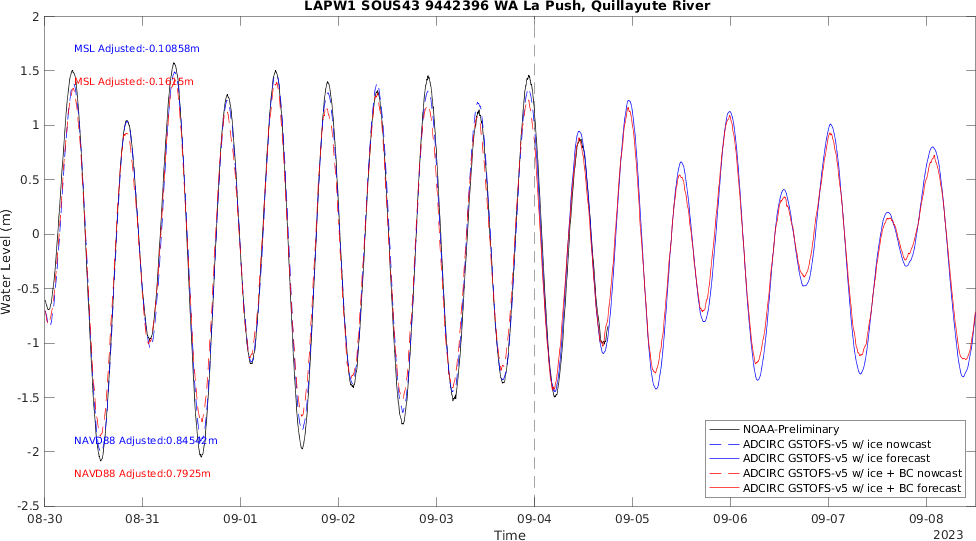 LAPW1 SOUS43 9442396 WA La Push, Quillayute River
MSL Adjusted:-0.10858m
MSL Adjusted:-0.1615m
NAVD88 Adjusted:0.84542m
NAVD88 Adjusted:0.7925m
Water Level (m)
2
1.5
1
0.5
0
-0.5
-1
-1.5
-2
-2.5
08-30 08-31 09-01 09-02 09-03 09-04 09-05 09-06 09-07 09-08
Time
2023
NOAA-Preliminary
ADCIRC GSTOFS-v5 w/ ice nowcast
ADCIRC GSTOFS-v5 w/ ice forecast
ADCIRC GSTOFS-v5 w/ ice + BC nowcast
ADCIRC GSTOFS-v5 w/ ice + BC forecast